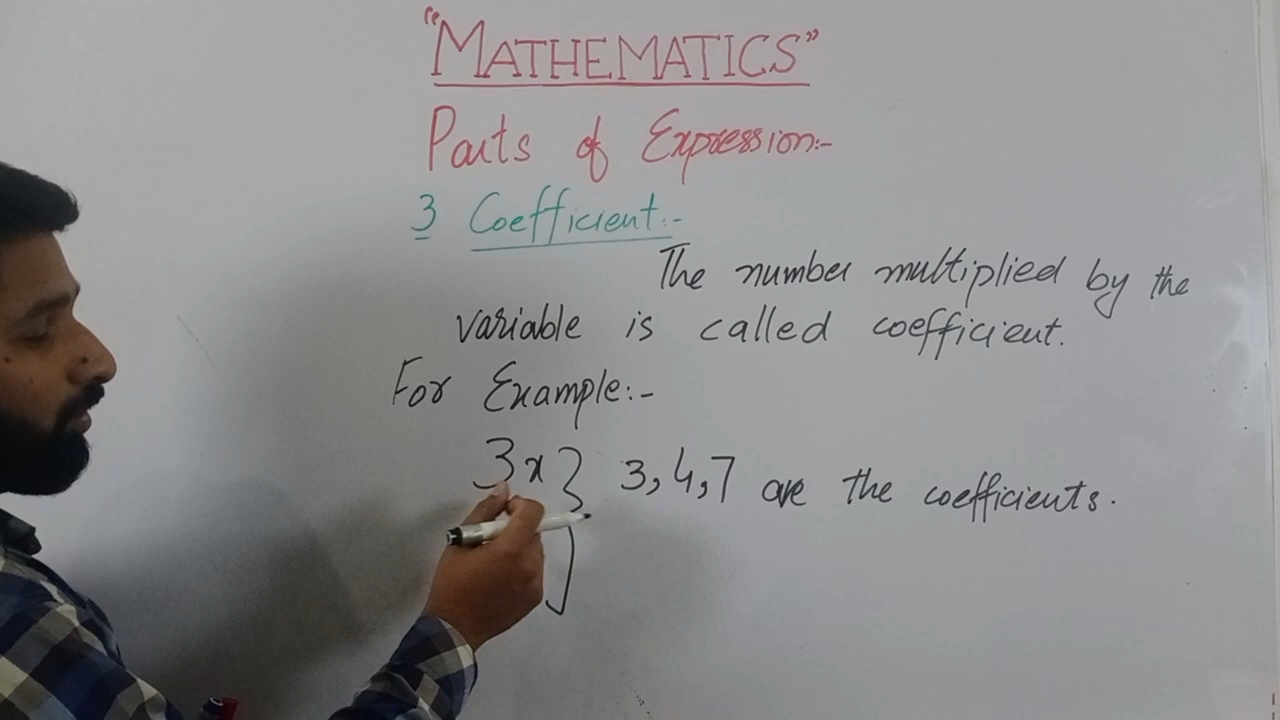 "MATHEMATICS"
Parts of Expression:-
3 Coefficient:-
The number multiplied by the
variable is called coefficient.
For Example:-
3x } 3,4,7 are the coefficients.